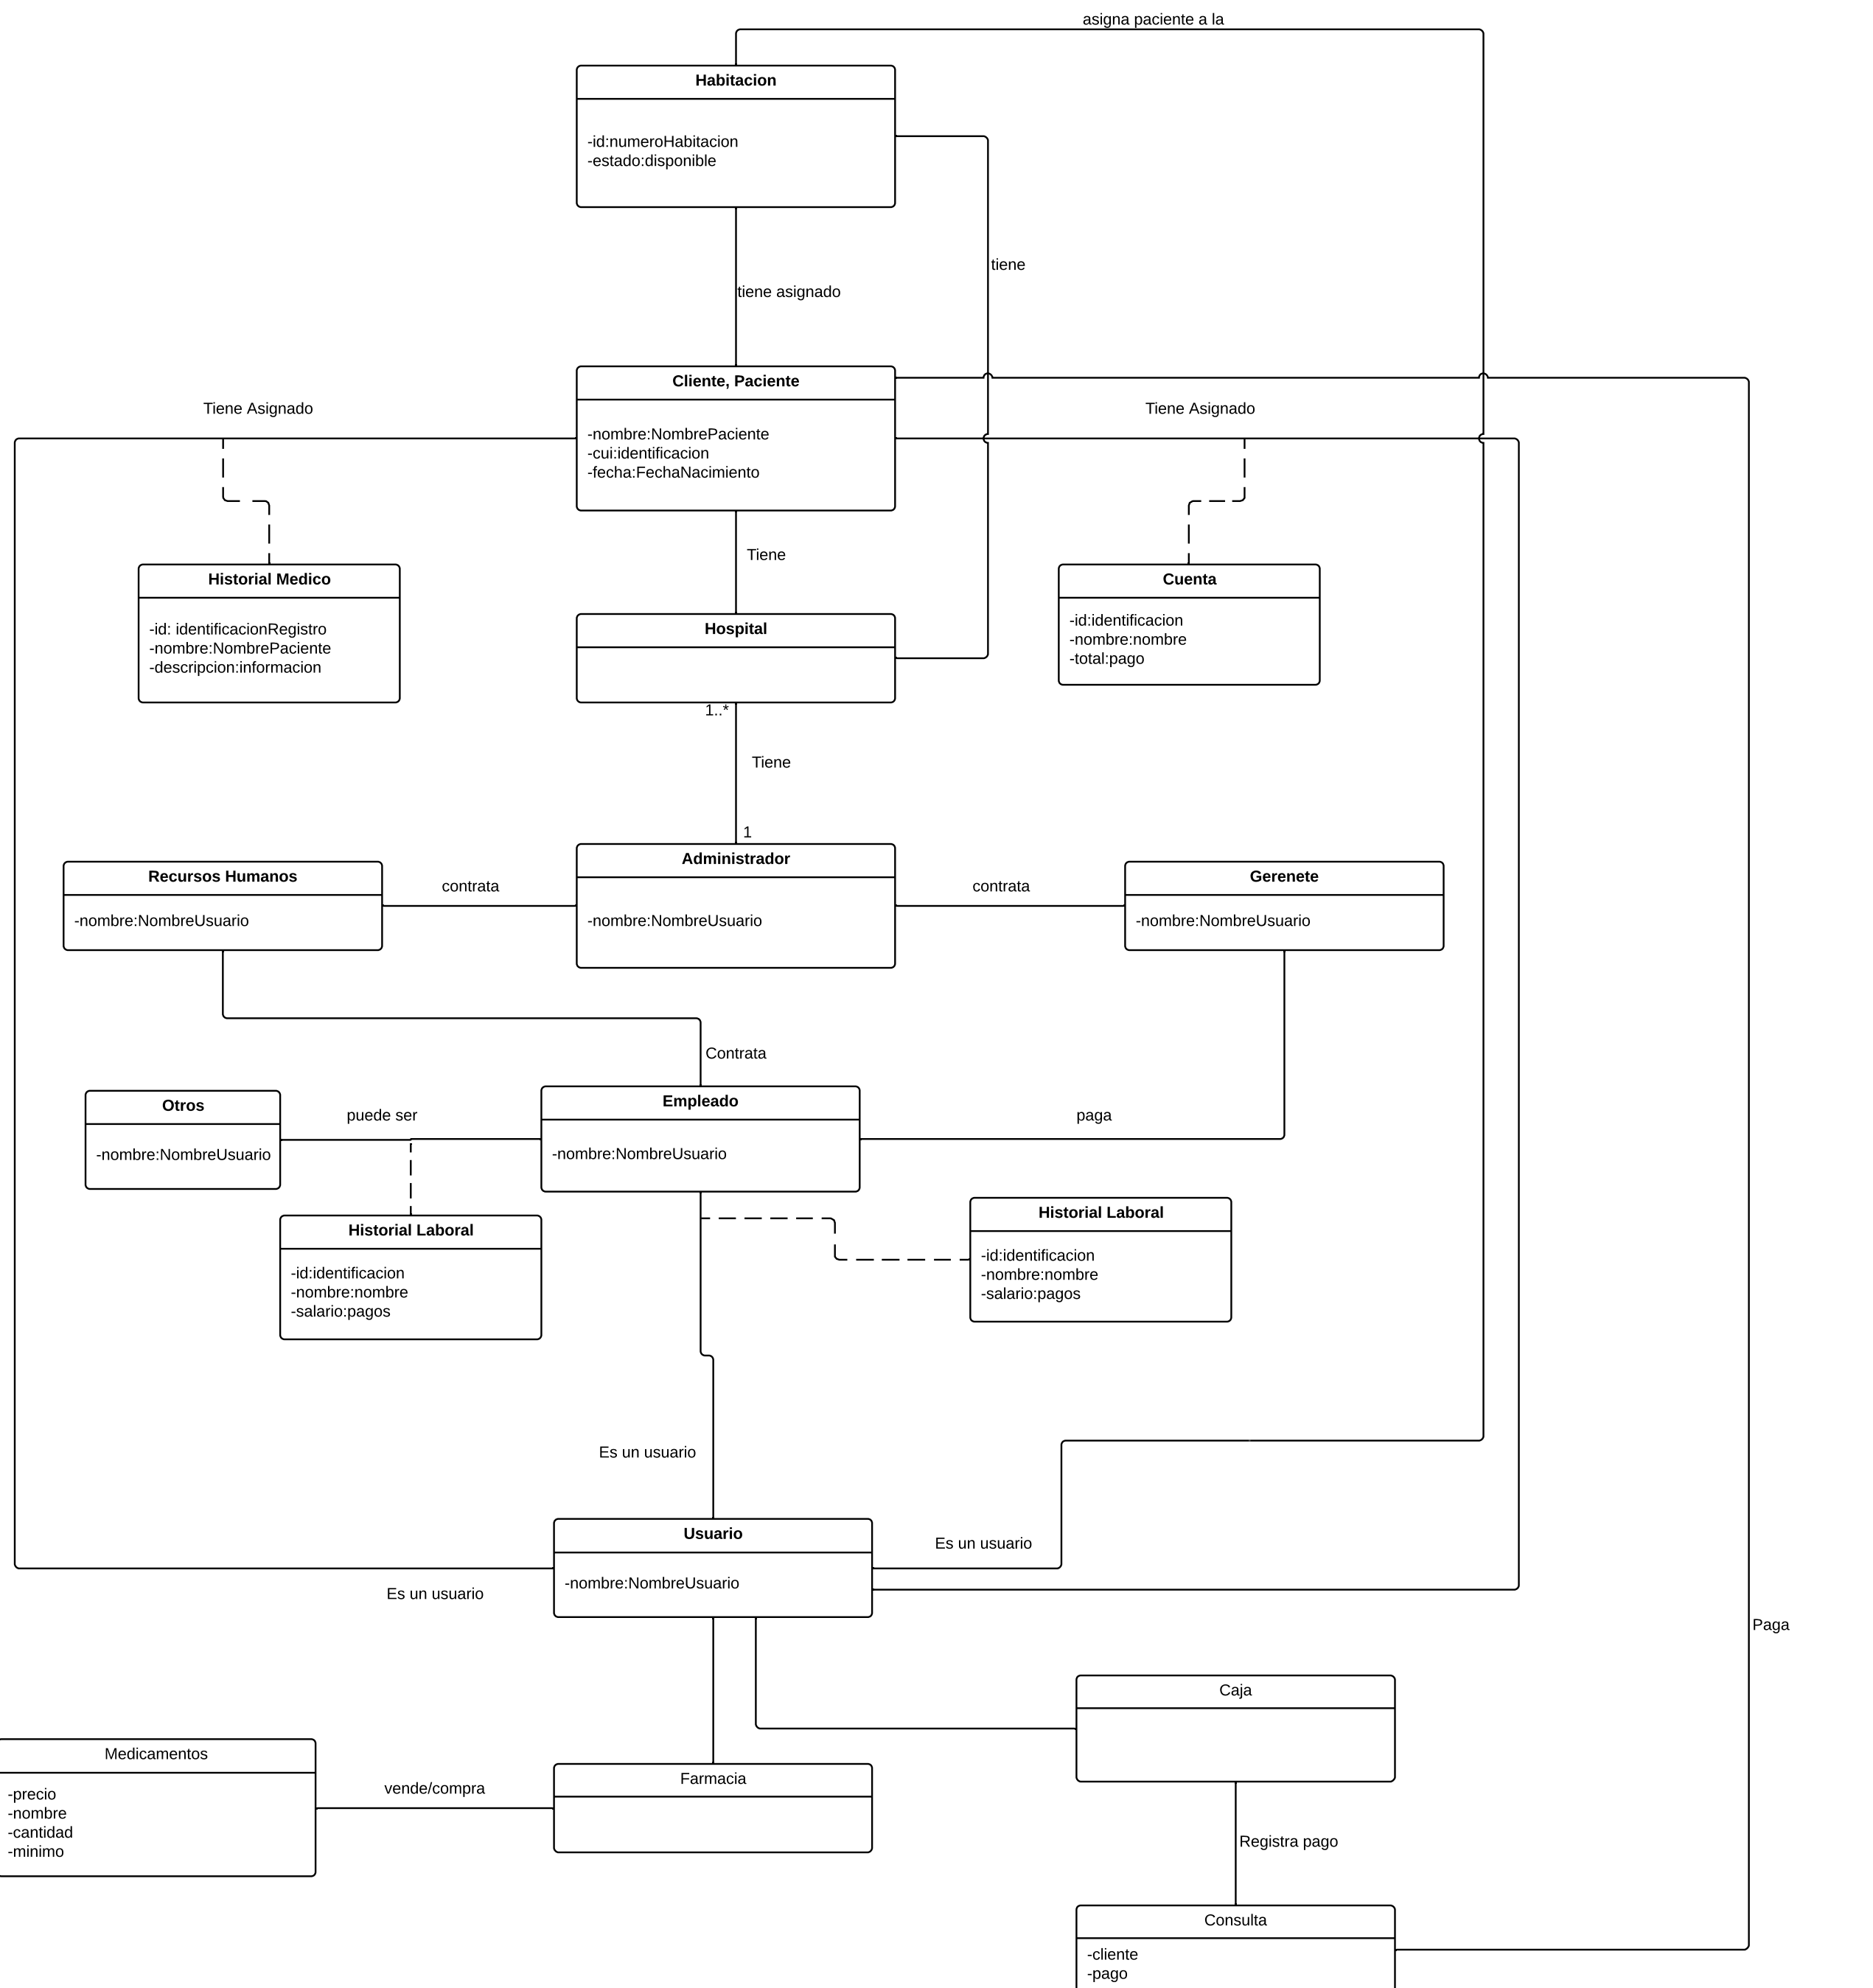 asigna paciente a la
Habitacion
-id:numeroHabitacion
-estado:disponible
tiene
tiene asignado
Cliente, Paciente
-nombre:NombrePaciente
-cui:identificacion
-fecha:FechaNacimiento
Tiene Asignado
Tiene Asignado
Tiene
Historial Medico
-id: identificacionRegistro
-nombre:NombrePaciente
-descripcion:informacion
Hospital
Cuenta
-id:identificacion
-nombre:nombre
-total:pago
1..*
Tiene
1
Recursos Humanos
-nombre:NombreUsuario
contrata
Administrador
-nombre:NombreUsuario
contrata
Gerenete
-nombre:NombreUsuario
Contrata
Otros
-nombre:NombreUsuario
puede ser
Empleado
-nombre:NombreUsuario
paga
Historial Laboral
-id:identificacion
-nombre:nombre
-salario:pagos
Historial Laboral
-id:identificacion
-nombre:nombre
-salario:pagos
Es un usuario
Usuario
-nombre:NombreUsuario
Es un usuario
Es un usuario
Paga
Caja
Medicamentos
-precio
-nombre
-cantidad
-minimo
vende/compra
Farmacia
Registra pago
Consulta
-cliente
-pago